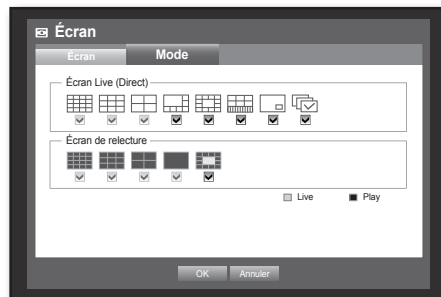 Écran
Écran
Mode
Écran Live (Direct)
Écran de relecture
Live
Play
OK
Annuler